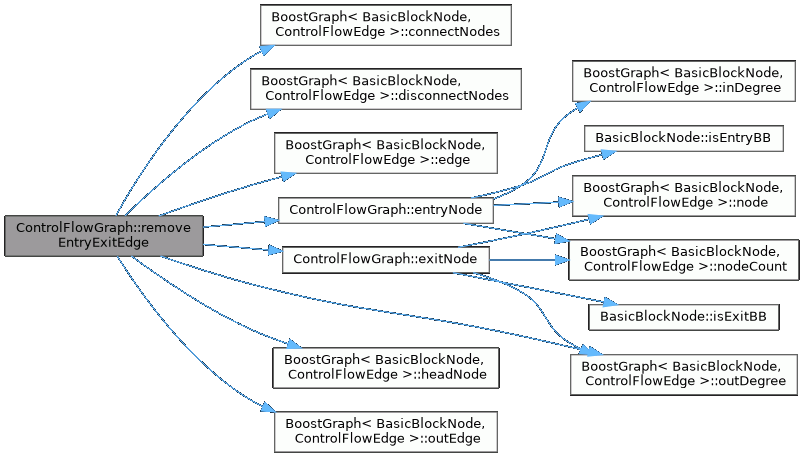 BoostGraph< BasicBlockNode,
ControlFlowEdge >::connectNodes
BoostGraph< BasicBlockNode,
ControlFlowEdge >::disconnectNodes
BoostGraph< BasicBlockNode,
ControlFlowEdge >::edge
ControlFlowGraph::remove
EntryExitEdge
ControlFlowGraph::entryNode
ControlFlowGraph::exitNode
BoostGraph< BasicBlockNode,
ControlFlowEdge >::headNode
BoostGraph< BasicBlockNode,
ControlFlowEdge >::outEdge
BoostGraph< BasicBlockNode,
ControlFlowEdge >::inDegree
BasicBlockNode::isEntryBB
BoostGraph< BasicBlockNode,
ControlFlowEdge >::node
BoostGraph< BasicBlockNode,
ControlFlowEdge >::nodeCount
BasicBlockNode::isExitBB
BoostGraph< BasicBlockNode,
ControlFlowEdge >::outDegree